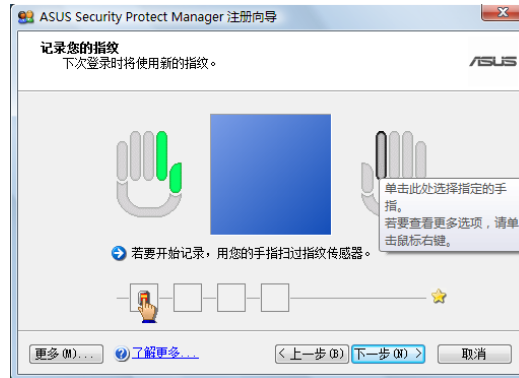 ASUS Security Protect Manager 注册向导
记录您的指纹
下次登录时将使用新的指纹。
ASUS
单击此处选择指定的手
指。
若要查看更多选项，请单
击鼠标右键。
若要开始记录，用您的手指扫过指纹传感器。
更多(M)...
了解更多...
< 上一步(B)
下一步(N) >
取消